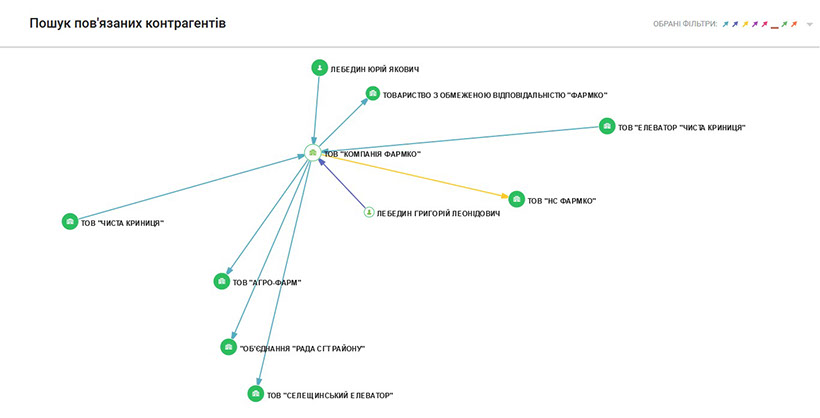 Пошук пов'язаних контрагентів
ОБРАНІ ФІЛЬТРИ:
ЛЕБЕДИН ЮРІЙ ЯКОВИЧ
ТОВАРИСТВО З ОБМЕЖЕНОЮ ВІДПОВІДАЛЬНІСТЮ "ФАРМКО"
ТОВ "ЕЛЕВАТОР "ЧИСТА КРИНИЦЯ"
ТОВ "КОМПАНІЯ ФАРМКО"
ТОВ "НС ФАРМКО"
ЛЕБЕДИН ГРИГОРІЙ ЛЕОНІДОВИЧ
ТОВ "ЧИСТА КРИНИЦЯ"
ТОВ "АГРО-ФАРМ"
"ОБ'ЄДНАННЯ "РАДА СГТ РАЙОНУ"
ТОВ "СЕЛЕЩИНСЬКИЙ ЕЛЕВАТОР"